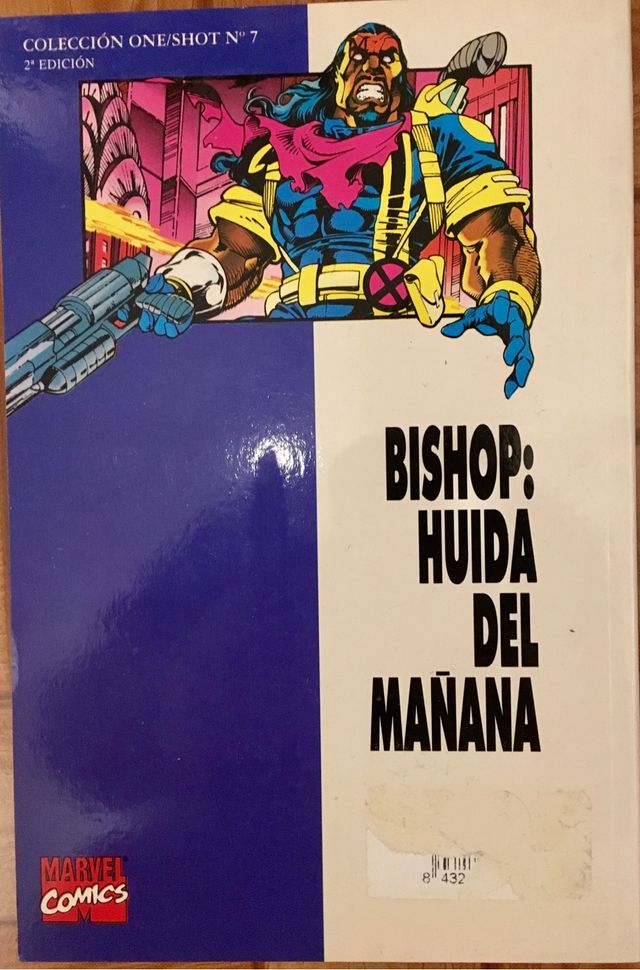 COLECCIÓN ONE/SHOT Nº 7
2ª EDICIÓN
BISHOP:
HUIDA
DEL
MAÑANA
MARVEL
COMICS
M
8 432